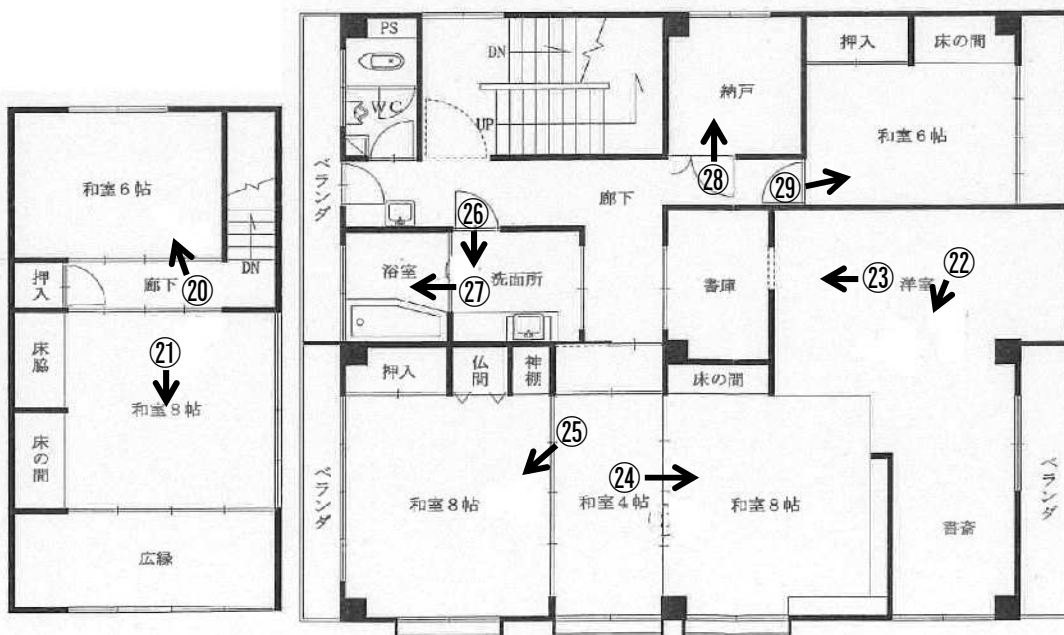 和室6帖
押入
廊下
DN
⑳
床脇
㉑
和室8帖
床の間
広縁
PS
WC
DN
UP
納戸
押入
床の間
和室6帖
ベランダ
廊下
㉘
㉙
㉖
浴室
㉗
洗面所
書庫
㉓
洋室
㉒
押入
仏間
神棚
床の間
㉕
㉔
ベランダ
和室8帖
和室4帖
和室8帖
書斎
ベランダ